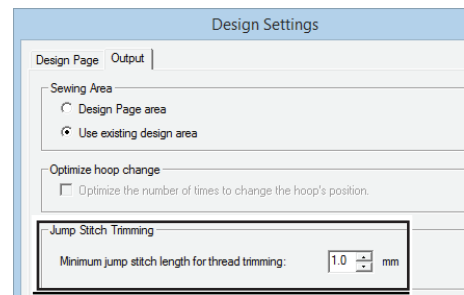 Design Settings
Design Page Output
Sewing Area
Design Page area
Use existing design area
Optimize hoop change
Optimize the number of times to change the hoop's position.
Jump Stitch Trimming
Minimum jump stitch length for thread trimming: 1.0 mm